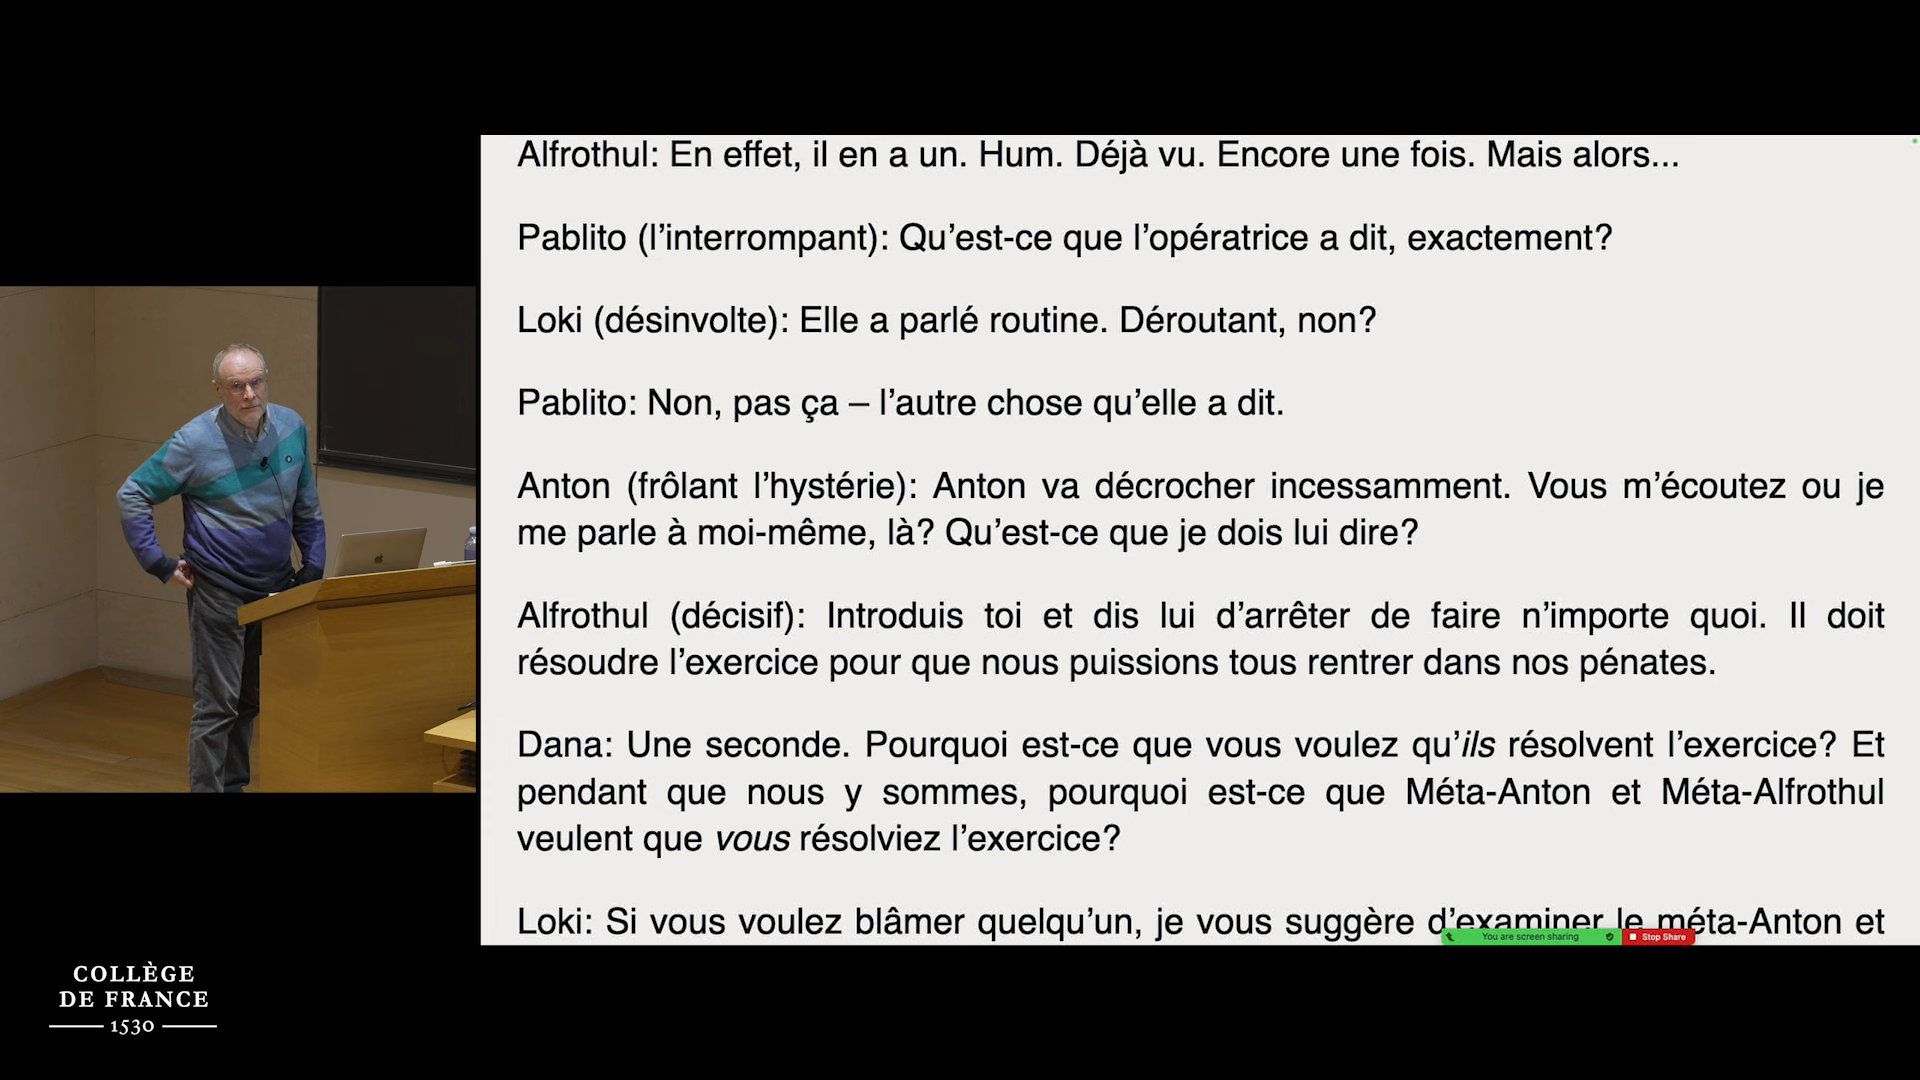 Alfrothul: En effet, il en a un. Hum. Déjà vu. Encore une fois. Mais alors...
Pablito (l’interrompant): Qu’est-ce que l’opératrice a dit, exactement?
Loki (désinvolte): Elle a parlé routine. Déroutant, non?
Pablito: Non, pas ça – l’autre chose qu’elle a dit.
Anton (frôlant l’hystérie): Anton va décrocher incessamment. Vous m’écoutez ou je
me parle à moi-même, là? Qu’est-ce que je dois lui dire?
Alfrothul (décisif): Introduis toi et dis lui d’arrêter de faire n’importe quoi. Il doit
résoudre l’exercice pour que nous puissions tous rentrer dans nos pénates.
Dana: Une seconde. Pourquoi est-ce que vous voulez qu’ils résolvent l’exercice? Et
pendant que nous y sommes, pourquoi est-ce que Méta-Anton et Méta-Alfrothul
veulent que vous résolviez l’exercice?
Loki: Si vous voulez blâmer quelqu’un, je vous suggère d’examiner le méta-Anton et
You are screen sharing
Stop Share
COLLÈGE
DE FRANCE
1530